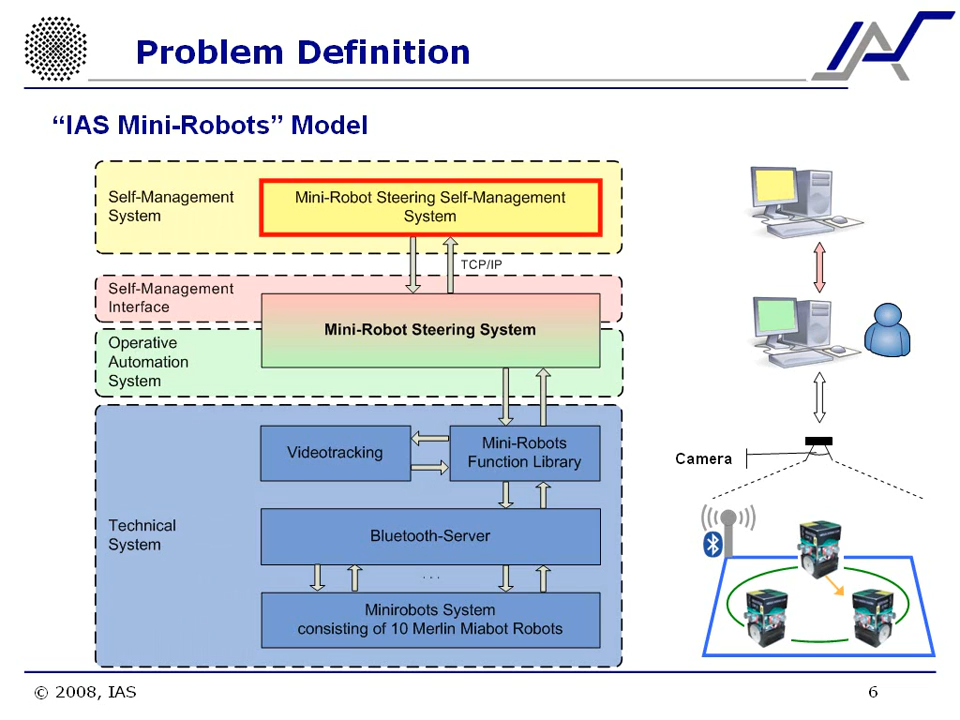 Problem Definition
“IAS Mini-Robots” Model
Self-Management
System
Mini-Robot Steering Self-Management
System
TCP/IP
Self-Management
Interface
Mini-Robot Steering System
Operative
Automation
System
Videotracking
Mini-Robots
Function Library
Technical
System
Bluetooth-Server
. . .
Minirobots System
consisting of 10 Merlin Miabot Robots
Camera
© 2008, IAS
6